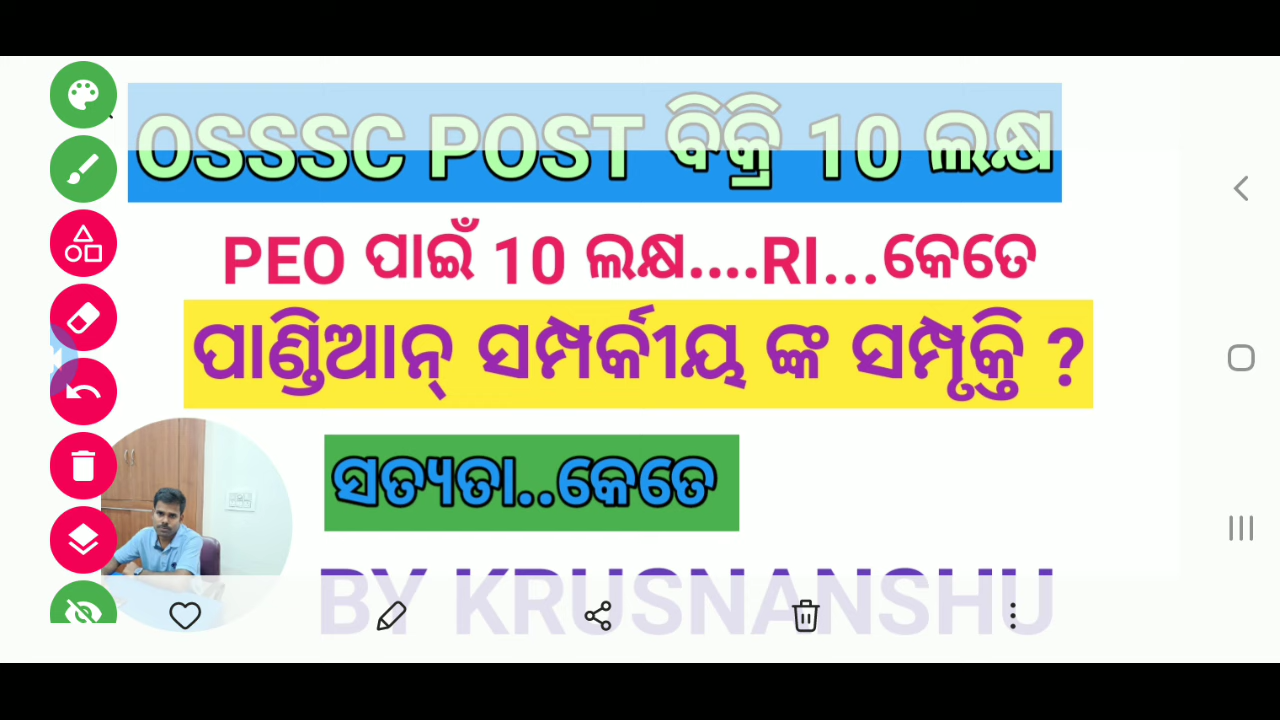 OSSSC POST ବିକ୍ରି 10 ଲକ୍ଷ
PEO ପାଇଁ 10 ଲକ୍ଷ....RI...କେତେ
ପାଣ୍ଡିଆନ୍ ସମ୍ପର୍କୀୟ ଙ୍କ ସମ୍ପୃକ୍ତି ?
ସତ୍ୟତା..କେତେ
BY KRUSNANSHU